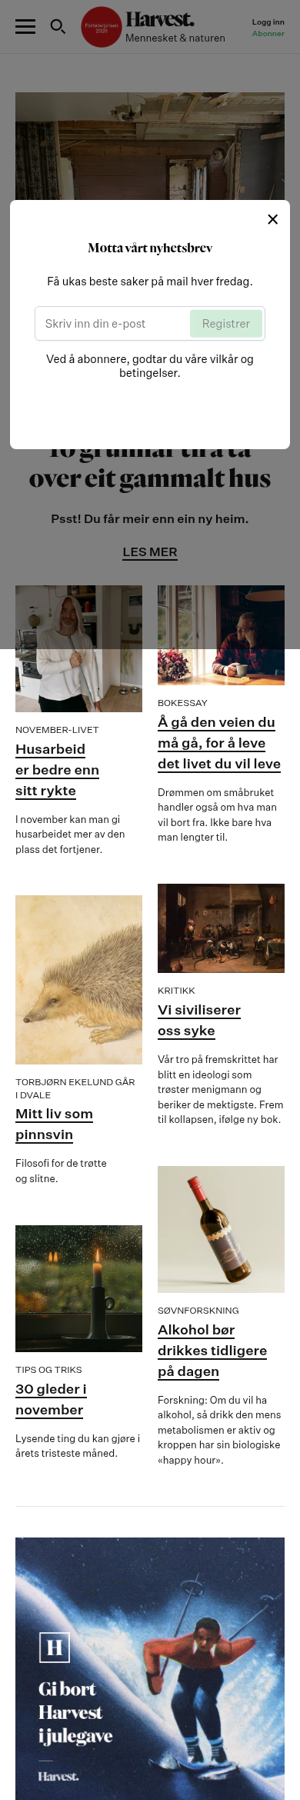 Fortellerprisen
2025
Harvest.
Mennesket & naturen
Logg inn
Abonner
Motta vårt nyhetsbrev
Få ukas beste saker på mail hver fredag.
Skriv inn din e-post
Registrer
Ved å abonnere, godtar du våre vilkår og
betingelser.
10 grunnar til å ta
over eit gammalt hus
Psst! Du får meir enn ein ny heim.
LES MER
NOVEMBER-LIVET
Husarbeid
er bedre enn
sitt rykte
I november kan man gi
husarbeidet mer av den
plass det fortjener.
BOKESSAY
Å gå den veien du
må gå, for å leve
det livet du vil leve
Drømmen om småbruket
handler også om hva man
vil bort fra. Ikke bare hva
man lengter til.
KRITIKK
Vi siviliserer
oss syke
Vår tro på fremskrittet har
blitt en ideologi som
trøster menigmann og
beriker de mektigste. Frem
til kollapsen, ifølge ny bok.
TORBJØRN EKELUND GÅR
I DVALE
Mitt liv som
pinnsvin
Filosofi for de trøtte
og slitne.
SØVNFORSKNING
Alkohol bør
drikkes tidligere
på dagen
Forskning: Om du vil ha
alkohol, så drikk den mens
metabolismen er aktiv og
kroppen har sin biologiske
«happy hour».
TIPS OG TRIKS
30 gleder i
november
Lysende ting du kan gjøre i
årets tristeste måned.
H
Gi bort
Harvest
i julegave
Harvest.